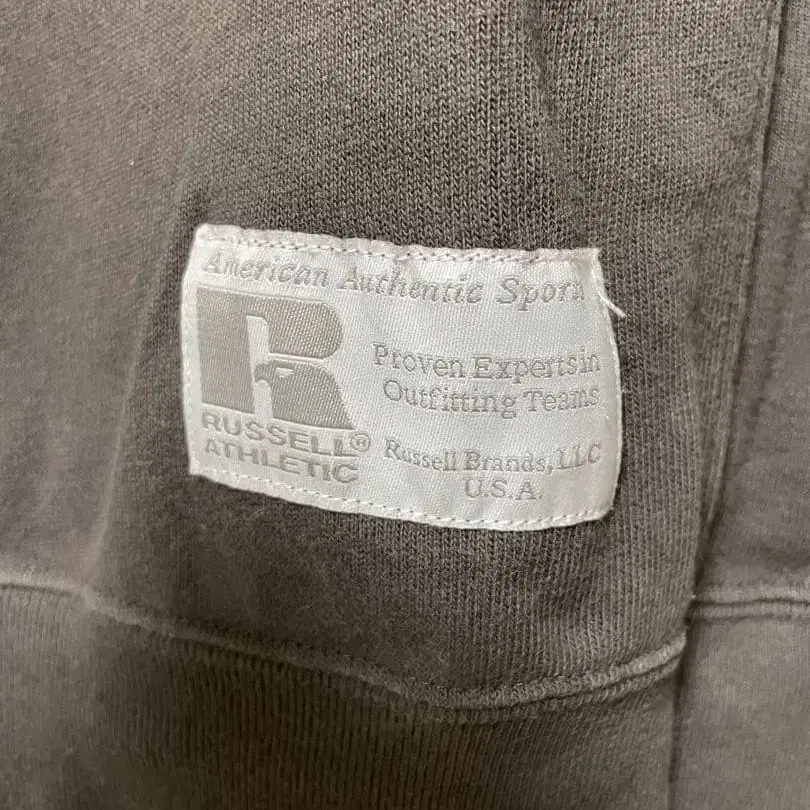 American Authentic Sport
R
RUSSELL®
ATHLETIC
Proven Experts in
Outfitting Teams
Russell Brands, LLC
U.S.A.